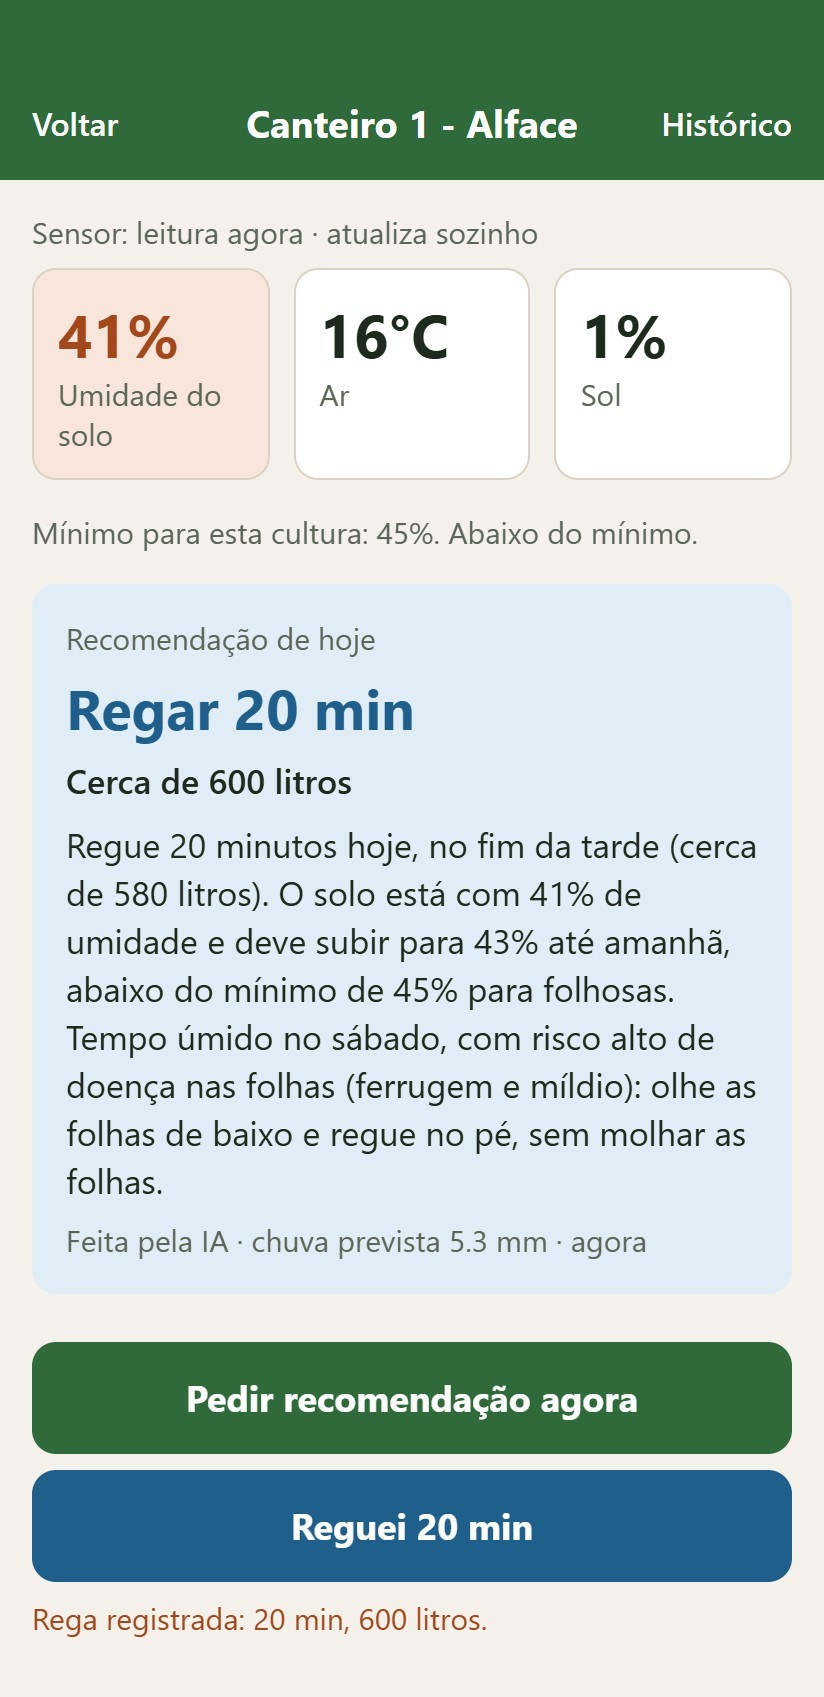 Voltar
Canteiro 1 - Alface
Histórico
Sensor: leitura agora · atualiza sozinho
41%
Umidade do
solo
16°C
Ar
1%
Sol
Mínimo para esta cultura: 45%. Abaixo do mínimo.
Recomendação de hoje
Regar 20 min
Cerca de 600 litros
Regue 20 minutos hoje, no fim da tarde (cerca
de 580 litros). O solo está com 41% de
umidade e deve subir para 43% até amanhã,
abaixo do mínimo de 45% para folhosas.
Tempo úmido no sábado, com risco alto de
doença nas folhas (ferrugem e míldio): olhe as
folhas de baixo e regue no pé, sem molhar as
folhas.
Feita pela IA · chuva prevista 5.3 mm · agora
Pedir recomendação agora
Reguei 20 min
Rega registrada: 20 min, 600 litros.